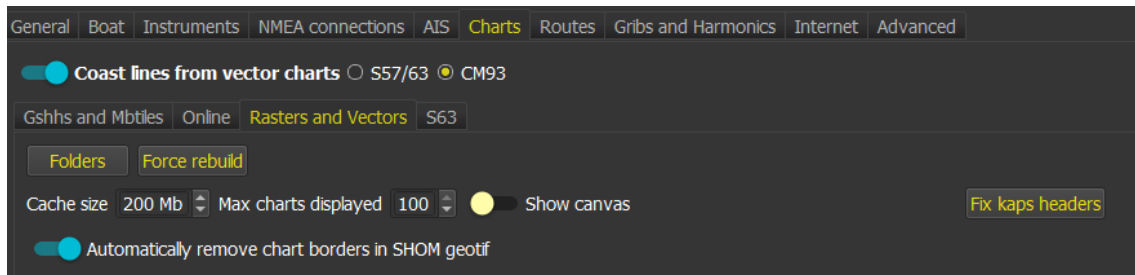 General Boat Instruments NMEA connections AIS Charts Routes Gribs and Harmonics Internet Advanced
Coast lines from vector charts S57/63 CM93
Gshhs and Mbtiles Online Rasters and Vectors S63
Folders Force rebuild
Cache size 200 Mb Max charts displayed 100 Show canvas Fix kaps headers
Automatically remove chart borders in SHOM geotif